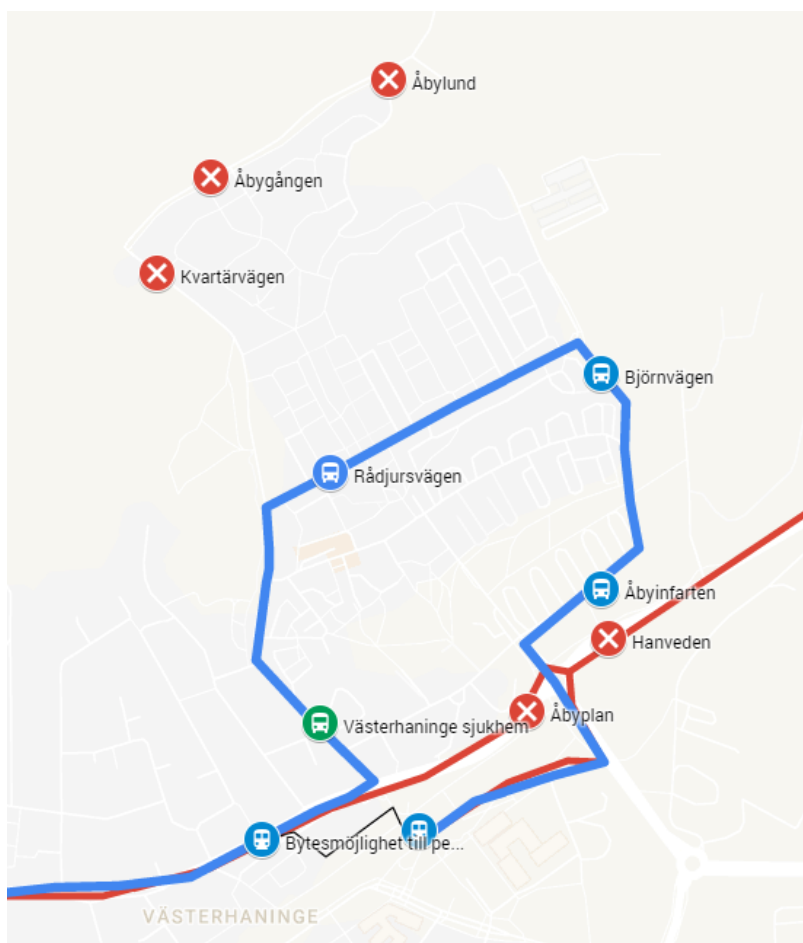 Åbylund
Åbygången
Kvartärvägen
Björnvägen
Rådjursvägen
Åbyinfarten
Hanveden
Åbyplan
Västerhaninge sjukhem
Bytesmöjlighet till pe...
VÄSTERHANINGE